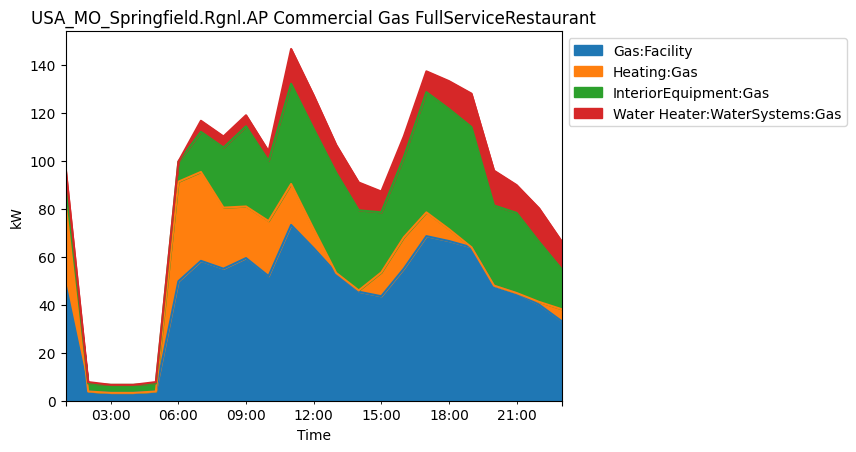 USA_MO_Springfield.Rgnl.AP Commercial Gas FullServiceRestaurant
140
120
100
80
60
40
20
0
kW
03:00 06:00 09:00 12:00 15:00 18:00 21:00
Time
Gas:Facility
Heating:Gas
InteriorEquipment:Gas
Water Heater:WaterSystems:Gas